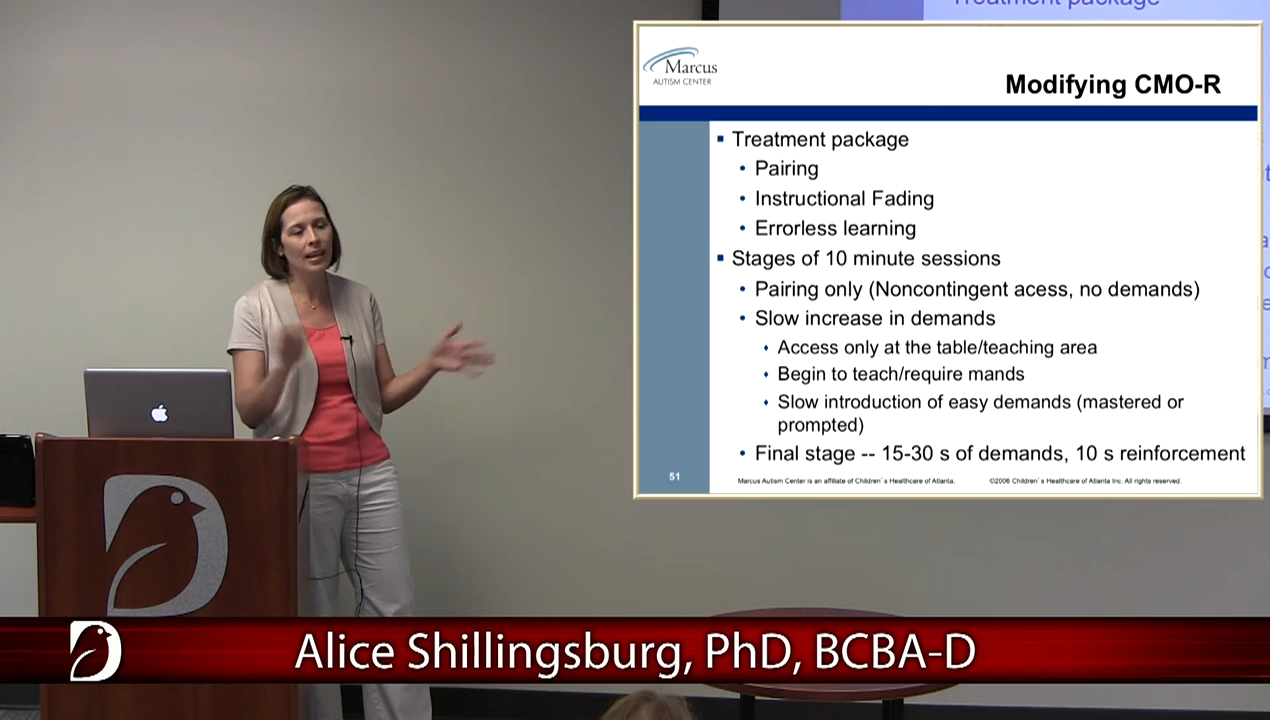 Treatment package
Marcus
AUTISM CENTER
Modifying CMO-R
Treatment package
Pairing
Instructional Fading
Errorless learning
Stages of 10 minute sessions
Pairing only (Noncontingent acess, no demands)
Slow increase in demands
Access only at the table/teaching area
Begin to teach/require mands
Slow introduction of easy demands (mastered or
prompted)
Final stage -- 15-30 s of demands, 10 s reinforcement
51
Marcus Autism Center is an affiliate of Children`s Healthcare of Atlanta.
©2006 Children`s Healthcare of Atlanta Inc. All rights reserved.
Alice Shillingsburg, PhD, BCBA-D